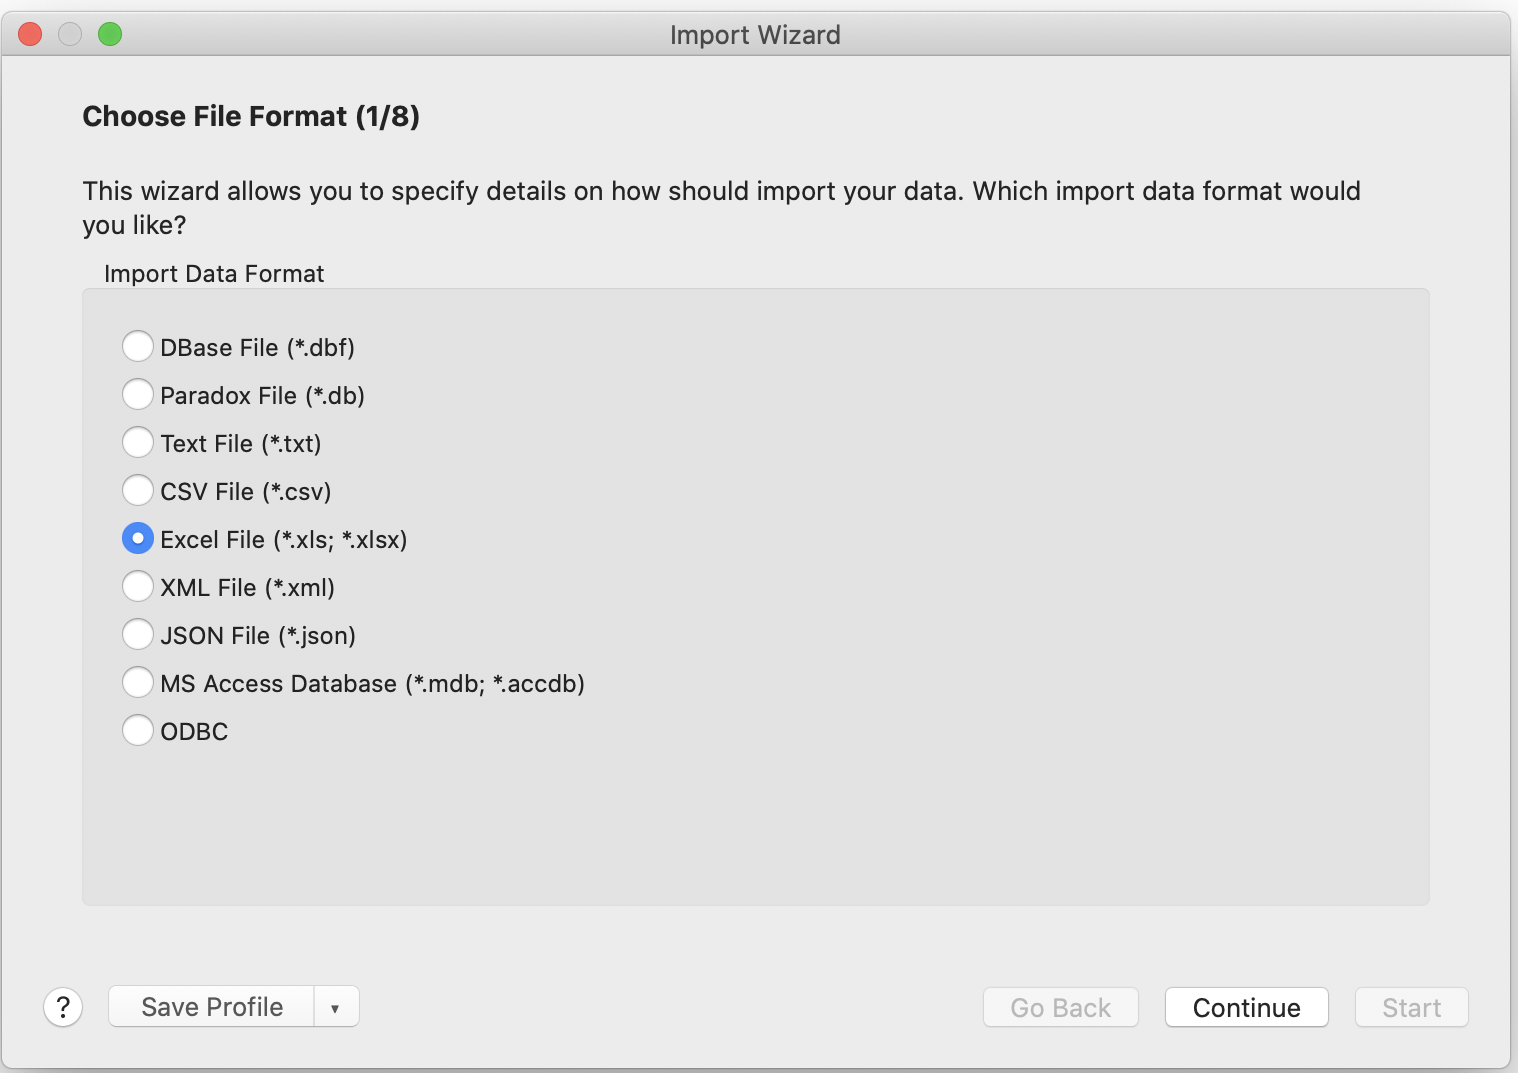 Import Wizard
Choose File Format (1/8)
This wizard allows you to specify details on how should import your data. Which import data format would
you like?
Import Data Format
DBase File (*.dbf)
Paradox File (*.db)
Text File (*.txt)
CSV File (*.csv)
Excel File (*.xls; *.xlsx)
XML File (*.xml)
JSON File (*.json)
MS Access Database (*.mdb; *.accdb)
ODBC
? Save Profile Go Back Continue Start